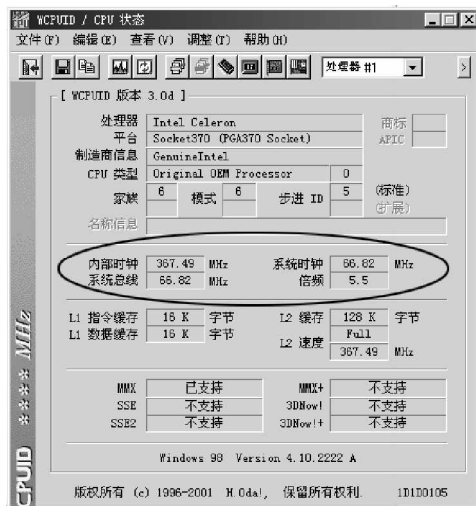 WCPUID / CPU 状态
文件(F) 编辑(E) 查看(V) 调整(T) 帮助(H)
处理器 #1
[ WCPUID 版本 3.0d ]
处理器 Intel Celeron 商标
平台 Socket370 (PGA370 Socket) APIC
制造商信息 GenuineIntel
CPU 类型 Original OEM Processor 0
家族 6 模式 6 步进 ID 5 (标准)
(扩展)
名称信息
内部时钟 367.49 MHz 系统时钟 66.82 MHz
系统总线 66.82 MHz 倍频 5.5
L1 指令缓存 16 K 字节 L2 缓存 128 K 字节
L1 数据缓存 16 K 字节 L2 速度 Full
367.49 MHz
MMX 已支持 MMX+ 不支持
SSE 不支持 3DNow! 不支持
SSE2 不支持 3DNow!+ 不支持
Windows 98 Version 4.10.2222 A
版权所有 (c) 1996-2001 H.Oda!, 保留所有权利. 1D1D0105
CPUID **** MHz